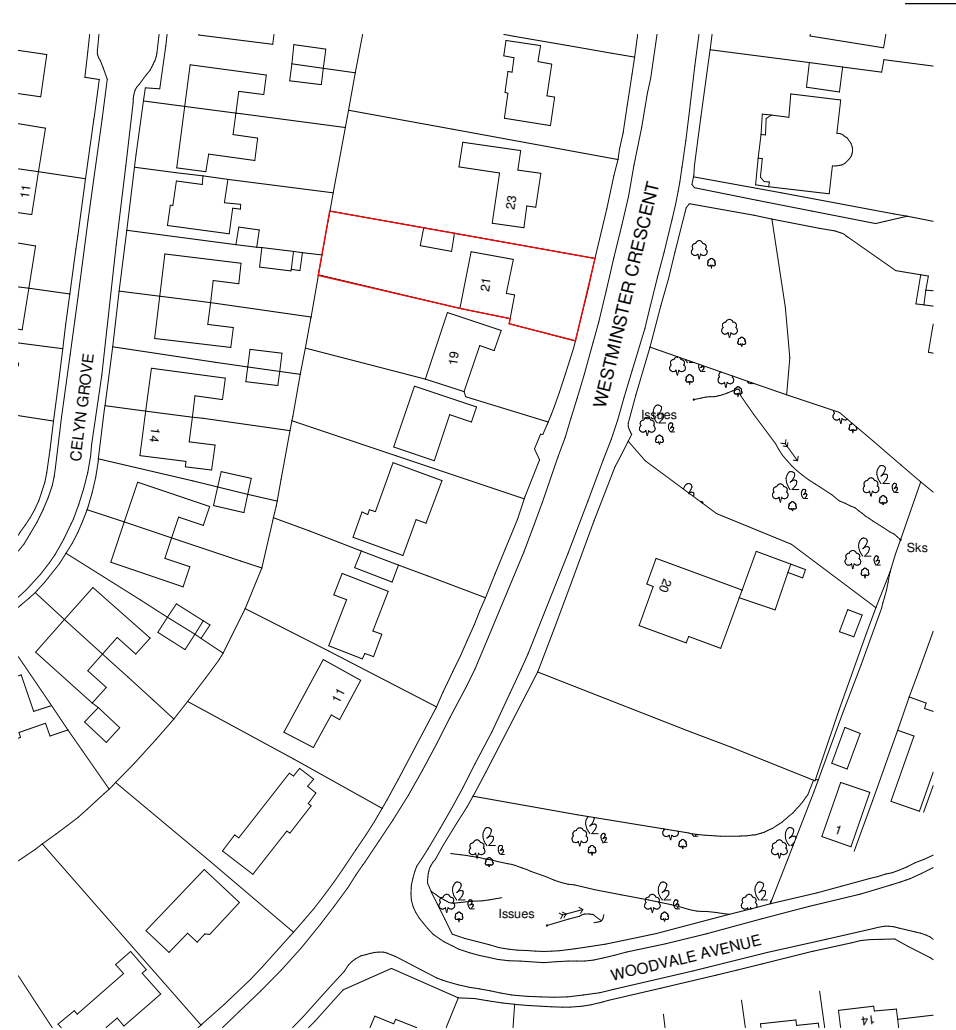 11
23
WESTMINSTER CRESCENT
21
19
CELYN GROVE
14
Issues
Sks
20
11
1
Issues
WOODVALE AVENUE
14